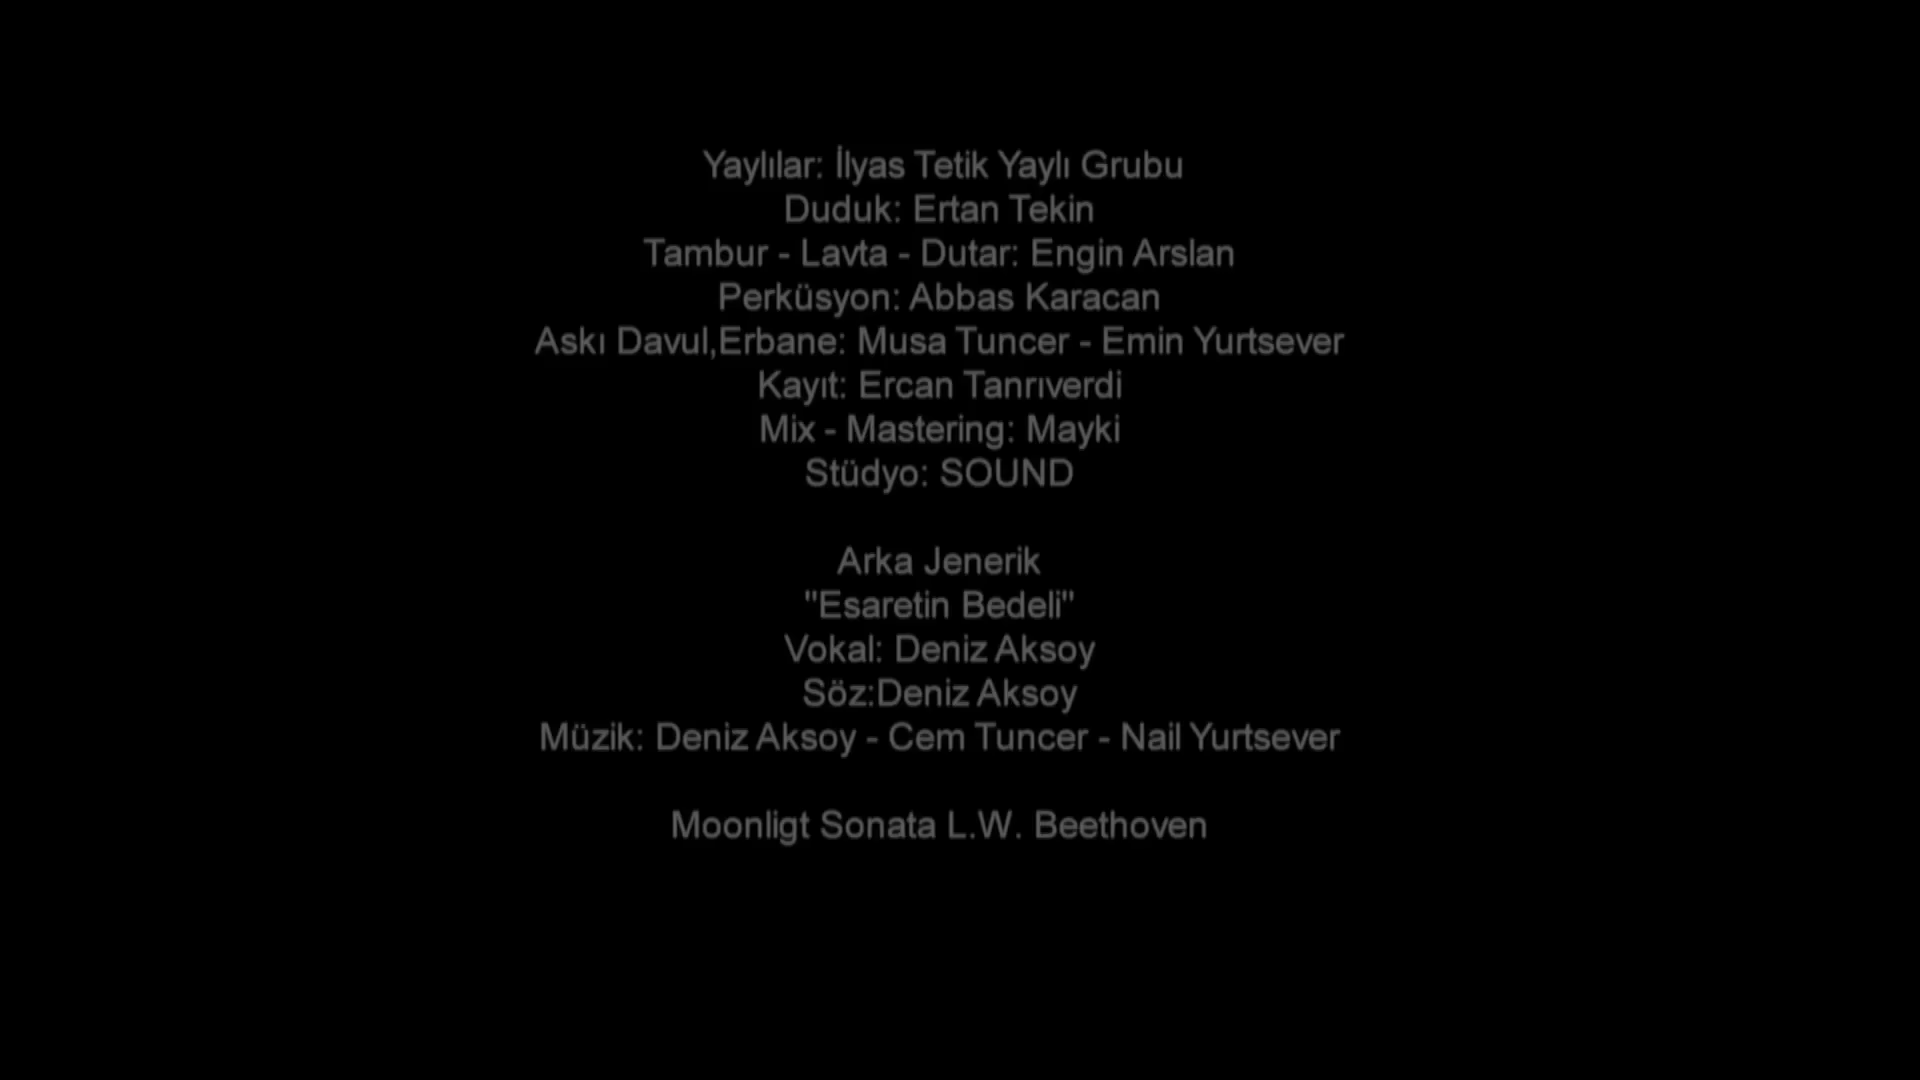 Yaylılar: İlyas Tetik Yaylı Grubu
Duduk: Ertan Tekin
Tambur - Lavta - Dutar: Engin Arslan
Perküsyon: Abbas Karacan
Askı Davul,Erbane: Musa Tuncer - Emin Yurtsever
Kayıt: Ercan Tanrıverdi
Mix - Mastering: Mayki
Stüdyo: SOUND
Arka Jenerik
"Esaretin Bedeli"
Vokal: Deniz Aksoy
Söz:Deniz Aksoy
Müzik: Deniz Aksoy - Cem Tuncer - Nail Yurtsever
Moonligt Sonata L.W. Beethoven